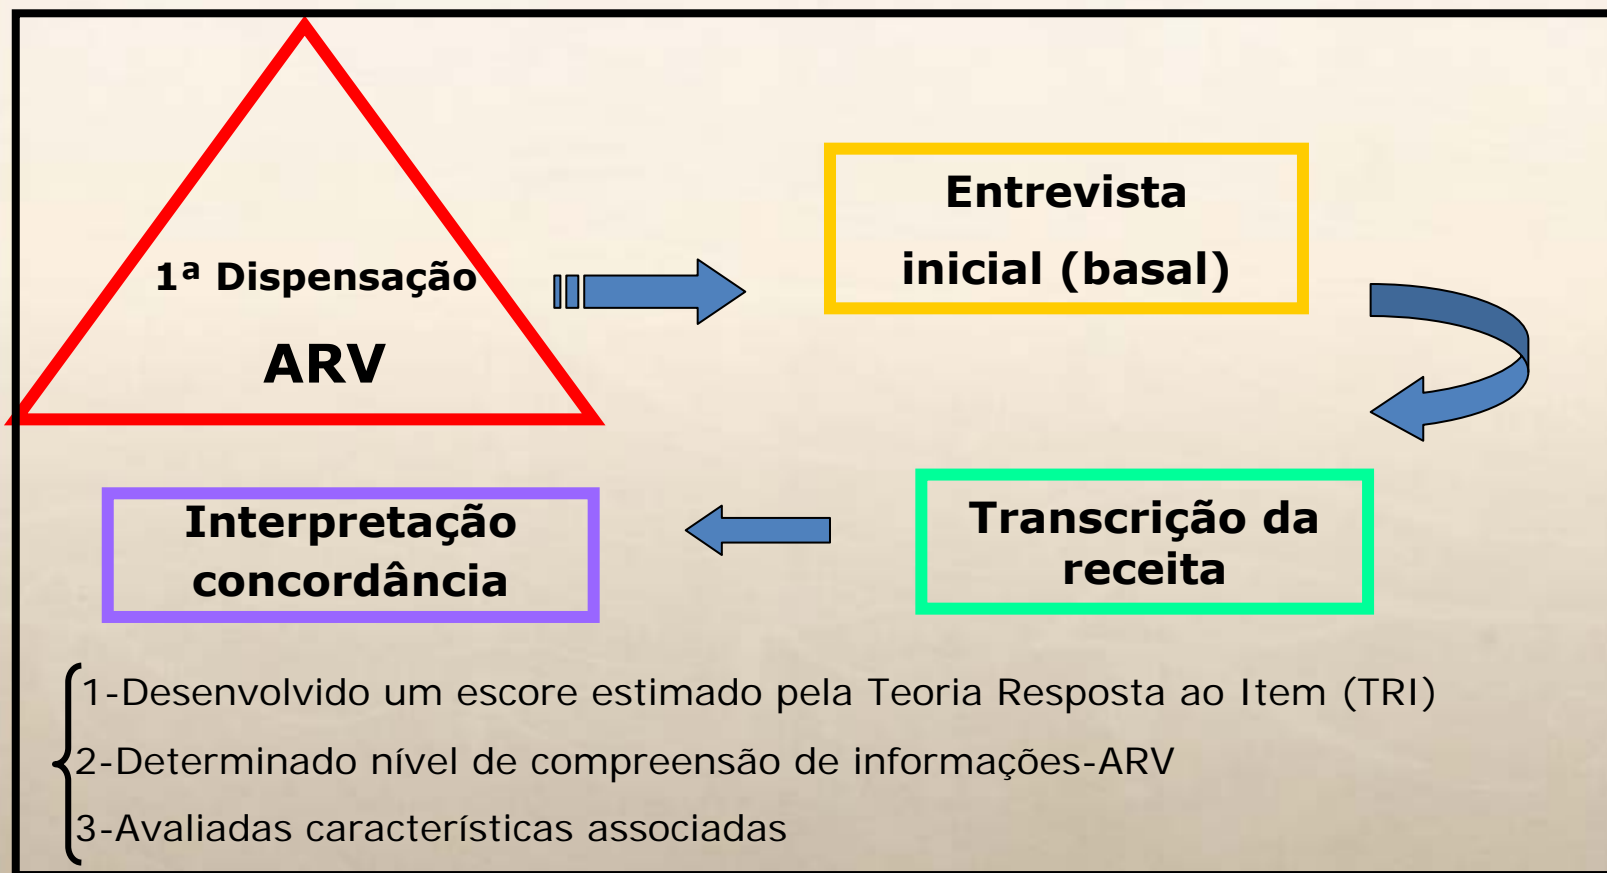 1ª Dispensação
ARV
Entrevista
inicial (basal)
Transcrição da
receita
Interpretação
concordância
1-Desenvolvido um escore estimado pela Teoria Resposta ao Item (TRI)
2-Determinado nível de compreensão de informações-ARV
3-Avaliadas características associadas